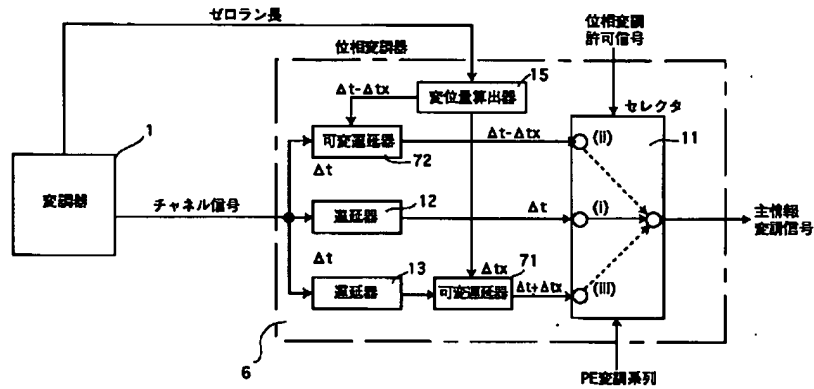 ゼロラン長
位相変調器
位相変調
許可信号
15
Δt-Δtx
変位量算出器
セレクタ
1
可変遅延器
Δt-Δtx
(ii)
11
72
変調器
Δt
チャネル信号
12
遅延器
Δt
(i)
主情報
変調信号
Δt
13
Δtx
71
遅延器
可変遅延器
Δt+Δtx
(iii)
6
PE変調系列